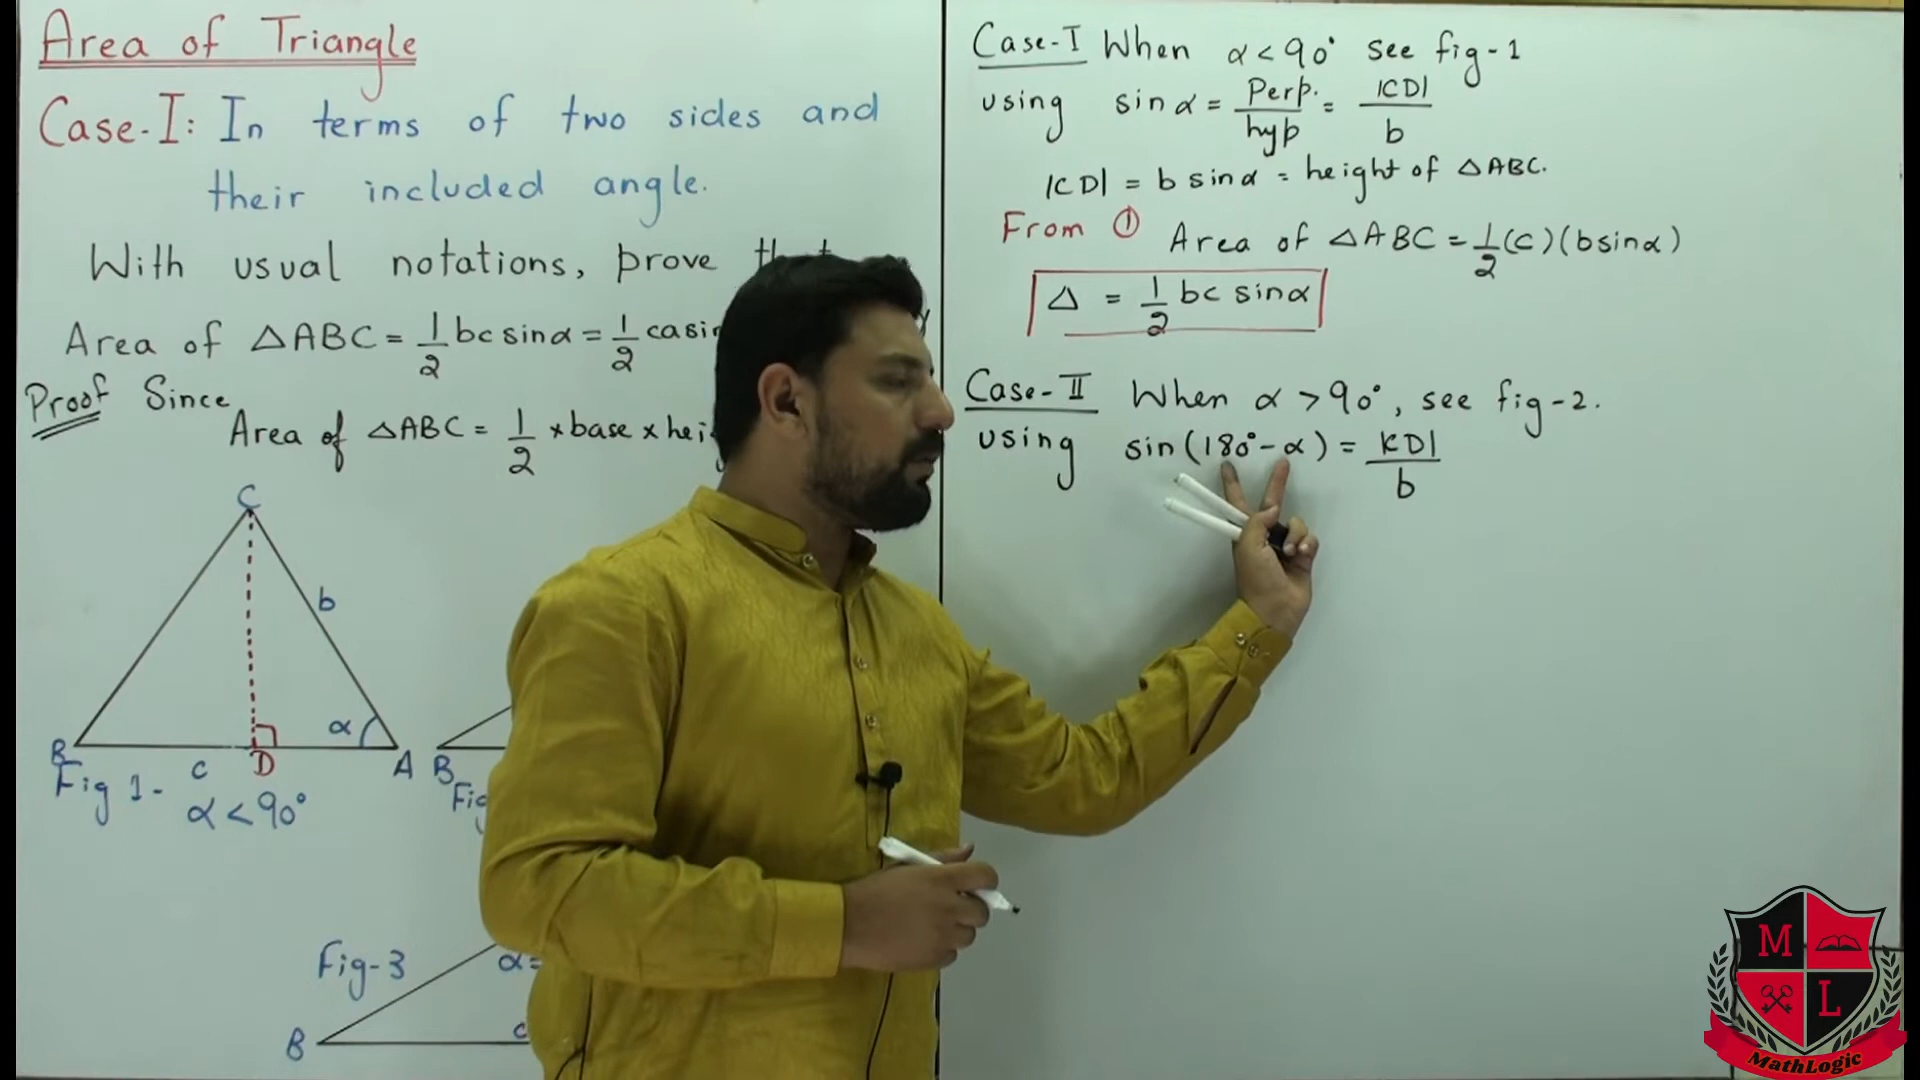 Area of Triangle
Case-I: In terms of two sides and
their included angle.
With usual notations, prove
Area of △ABC = 1/2 bc sinα = 1/2 ca
Proof Since
Area of △ABC = 1/2 × base ×
C
b
α
B
D
A
c
Fig 1-
α < 90°
B
Fig-3
α =
B
c
Case-I When α < 90° see fig-1
using sinα = Perp./hyp = |CD|/b
|CD| = b sinα = height of △ABC.
From ① Area of △ABC = 1/2 (c)(b sinα)
△ = 1/2 bc sinα
Case-II When α > 90°, see fig-2.
using sin(180°-α) = |CD|/b
M
L
MathLogic